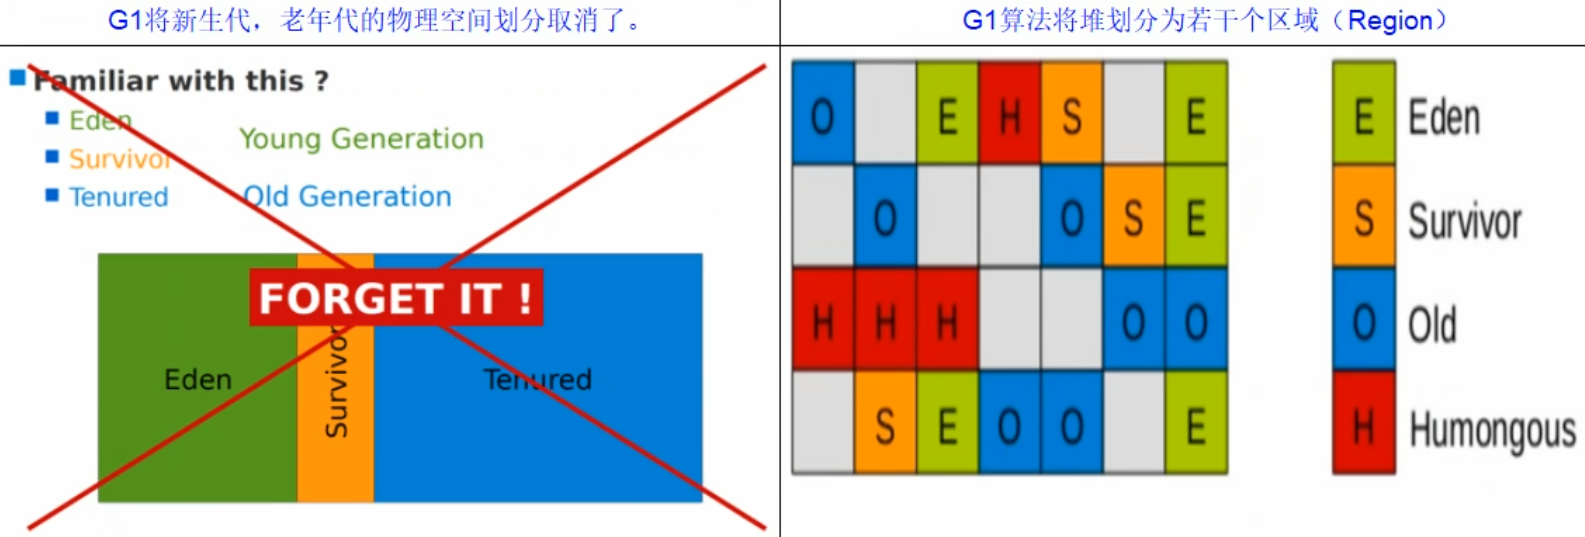 G1将新生代，老年代的物理空间划分取消了。
Familiar with this ?
Eden
Young Generation
Survivor
Tenured
Old Generation
FORGET IT !
Eden
Survivor
Tenured
G1算法将堆划分为若干个区域（Region）
O E H S E
O O S E
H H H O O
S E O O E
E Eden
S Survivor
O Old
H Humongous